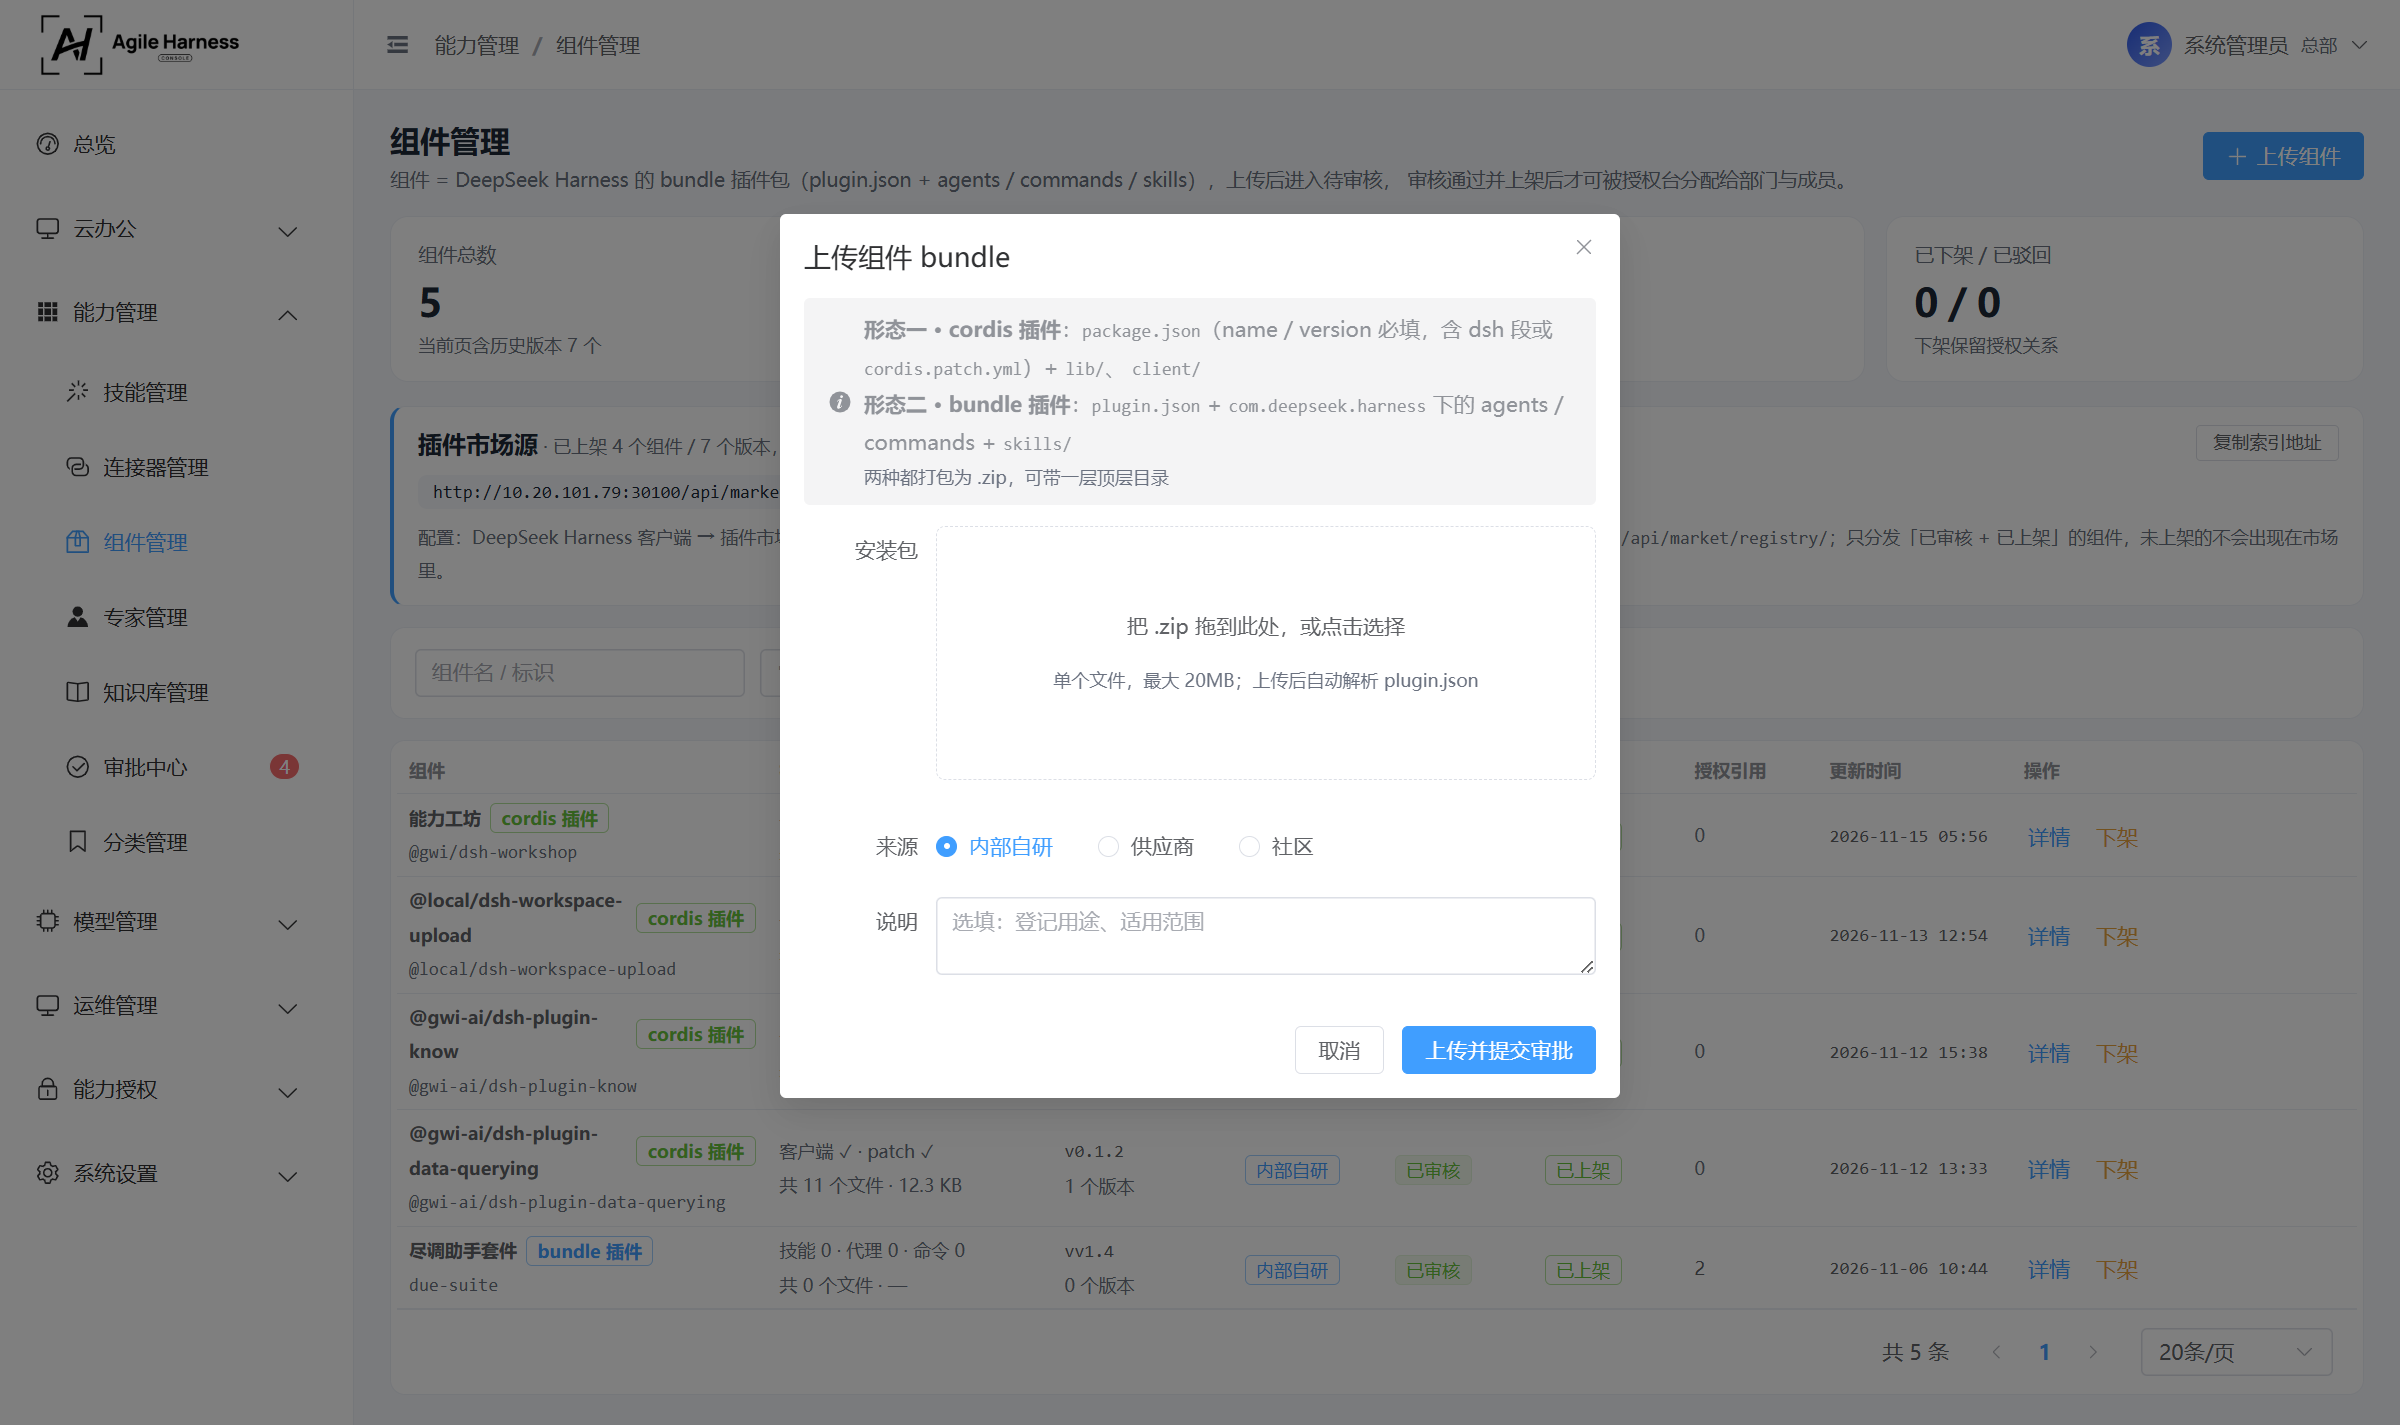 Agile Harness
CONSOLE
能力管理 / 组件管理
系 系统管理员 总部
总览
云办公
能力管理
技能管理
连接器管理
组件管理
专家管理
知识库管理
审批中心 4
分类管理
模型管理
运维管理
能力授权
系统设置
组件管理
组件 = DeepSeek Harness 的 bundle 插件包（plugin.json + agents / commands / skills），上传后进入待审核， 审核通过并上架后才可被授权台分配给部门与成员。
+ 上传组件
组件总数
5
当前页含历史版本 7 个
已下架 / 已驳回
0 / 0
下架保留授权关系
插件市场源 · 已上架 4 个组件 / 7 个版本，
复制索引地址
http://10.20.101.79:30100/api/marke
配置：DeepSeek Harness 客户端 → 插件市场
/api/market/registry/；只分发「已审核 + 已上架」的组件，未上架的不会出现在市场
里。
组件名 / 标识
上传组件 bundle
形态一 • cordis 插件：package.json（name / version 必填，含 dsh 段或
cordis.patch.yml）+ lib/、 client/
形态二 • bundle 插件：plugin.json + com.deepseek.harness 下的 agents /
commands + skills/
两种都打包为 .zip，可带一层顶层目录
安装包
把 .zip 拖到此处，或点击选择
单个文件，最大 20MB；上传后自动解析 plugin.json
来源 内部自研 供应商 社区
说明 选填：登记用途、适用范围
取消 上传并提交审批
组件 授权引用 更新时间 操作
能力工坊 cordis 插件
@gwi/dsh-workshop
0 2026-11-15 05:56 详情 下架
@local/dsh-workspace-
upload
cordis 插件
@local/dsh-workspace-upload
0 2026-11-13 12:54 详情 下架
@gwi-ai/dsh-plugin-
know
cordis 插件
@gwi-ai/dsh-plugin-know
0 2026-11-12 15:38 详情 下架
@gwi-ai/dsh-plugin-
data-querying
cordis 插件
@gwi-ai/dsh-plugin-data-querying
客户端 ✓ · patch ✓
共 11 个文件 · 12.3 KB
v0.1.2
1 个版本
内部自研 已审核 已上架 0 2026-11-12 13:33 详情 下架
尽调助手套件 bundle 插件
due-suite
技能 0 · 代理 0 · 命令 0
共 0 个文件 · —
vv1.4
0 个版本
内部自研 已审核 已上架 2 2026-11-06 10:44 详情 下架
共 5 条 1 20条/页